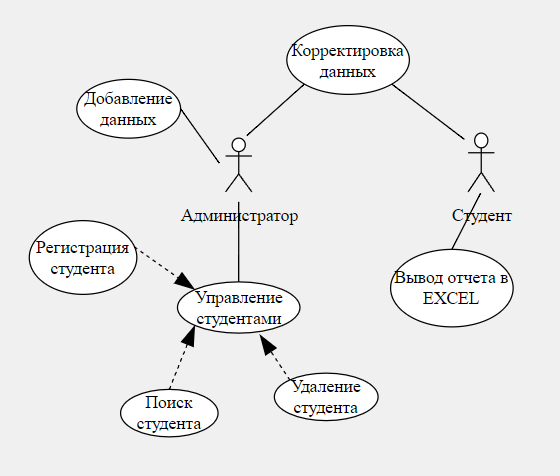 Корректировка
данных
Добавление
данных
Администратор
Студент
Регистрация
студента
Вывод отчета в
EXCEL
Управление
студентами
Удаление
студента
Поиск
студента